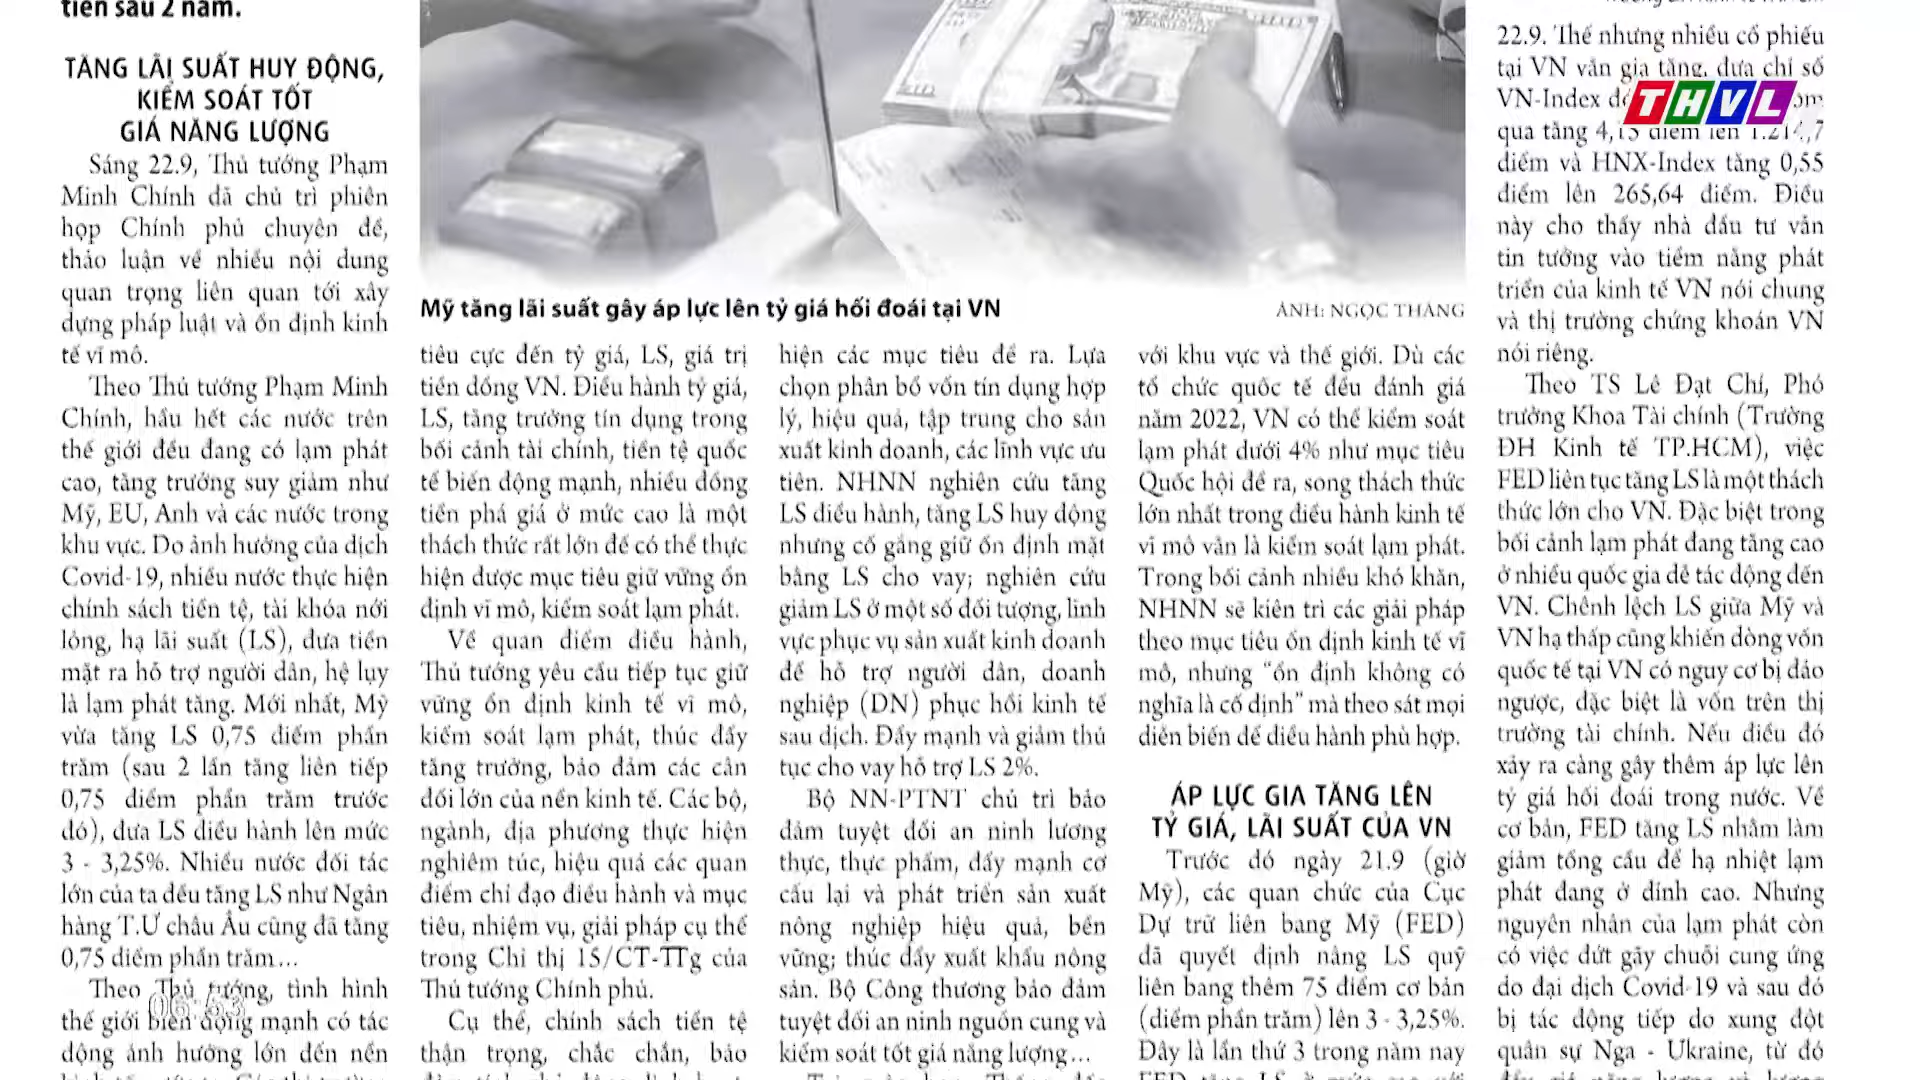 tiên sau 2 năm.
TĂNG LÃI SUẤT HUY ĐỘNG,
KIỂM SOÁT TỐT
GIÁ NĂNG LƯỢNG
Sáng 22.9, Thủ tướng Phạm
Minh Chính đã chủ trì phiên
họp Chính phủ chuyên đề,
thảo luận về nhiều nội dung
quan trọng liên quan tới xây
dựng pháp luật và ổn định kinh
tế vĩ mô.
Theo Thủ tướng Phạm Minh
Chính, hầu hết các nước trên
thế giới đều đang có lạm phát
cao, tăng trưởng suy giảm như
Mỹ, EU, Anh và các nước trong
khu vực. Do ảnh hưởng của dịch
Covid-19, nhiều nước thực hiện
chính sách tiền tệ, tài khóa nới
lỏng, hạ lãi suất (LS), đưa tiền
mặt ra hỗ trợ người dân, hệ lụy
là lạm phát tăng. Mới nhất, Mỹ
vừa tăng LS 0,75 điểm phần
trăm (sau 2 lần tăng liên tiếp
0,75 điểm phần trăm trước
đó), đưa LS điều hành lên mức
3 - 3,25%. Nhiều nước đối tác
lớn của ta đều tăng LS như Ngân
hàng T.Ư châu Âu cũng đã tăng
0,75 điểm phần trăm...
Theo Thủ tướng, tình hình
thế giới biến động mạnh có tác
động ảnh hưởng lớn đến nền
06:53
Mỹ tăng lãi suất gây áp lực lên tỷ giá hối đoái tại VN
ẢNH: NGỌC THẮNG
tiêu cực đến tỷ giá, LS, giá trị
tiền đồng VN. Điều hành tỷ giá,
LS, tăng trưởng tín dụng trong
bối cảnh tài chính, tiền tệ quốc
tế biến động mạnh, nhiều đồng
tiền phá giá ở mức cao là một
thách thức rất lớn để có thể thực
hiện được mục tiêu giữ vững ổn
định vĩ mô, kiểm soát lạm phát.
Về quan điểm điều hành,
Thủ tướng yêu cầu tiếp tục giữ
vững ổn định kinh tế vĩ mô,
kiểm soát lạm phát, thúc đẩy
tăng trưởng, bảo đảm các cân
đối lớn của nền kinh tế. Các bộ,
ngành, địa phương thực hiện
nghiêm túc, hiệu quả các quan
điểm chỉ đạo điều hành và mục
tiêu, nhiệm vụ, giải pháp cụ thể
trong Chỉ thị 15/CT-TTg của
Thủ tướng Chính phủ.
Cụ thể, chính sách tiền tệ
thận trọng, chắc chắn, bảo
hiện các mục tiêu đề ra. Lựa
chọn phân bổ vốn tín dụng hợp
lý, hiệu quả, tập trung cho sản
xuất kinh doanh, các lĩnh vực ưu
tiên. NHNN nghiên cứu tăng
LS điều hành, tăng LS huy động
nhưng cố gắng giữ ổn định mặt
bằng LS cho vay; nghiên cứu
giảm LS ở một số đối tượng, lĩnh
vực phục vụ sản xuất kinh doanh
để hỗ trợ người dân, doanh
nghiệp (DN) phục hồi kinh tế
sau dịch. Đẩy mạnh và giảm thủ
tục cho vay hỗ trợ LS 2%.
Bộ NN-PTNT chủ trì bảo
đảm tuyệt đối an ninh lương
thực, thực phẩm, đẩy mạnh cơ
cấu lại và phát triển sản xuất
nông nghiệp hiệu quả, bền
vững; thúc đẩy xuất khẩu nông
sản. Bộ Công thương bảo đảm
tuyệt đối an ninh nguồn cung và
kiểm soát tốt giá năng lượng...
với khu vực và thế giới. Dù các
tổ chức quốc tế đều đánh giá
năm 2022, VN có thể kiểm soát
lạm phát dưới 4% như mục tiêu
Quốc hội đề ra, song thách thức
lớn nhất trong điều hành kinh tế
vĩ mô vẫn là kiểm soát lạm phát.
Trong bối cảnh nhiều khó khăn,
NHNN sẽ kiên trì các giải pháp
theo mục tiêu ổn định kinh tế vĩ
mô, nhưng “ổn định không có
nghĩa là cố định” mà theo sát mọi
diễn biến để điều hành phù hợp.
ÁP LỰC GIA TĂNG LÊN
TỶ GIÁ, LÃI SUẤT CỦA VN
Trước đó ngày 21.9 (giờ
Mỹ), các quan chức của Cục
Dự trữ liên bang Mỹ (FED)
đã quyết định nâng LS quỹ
liên bang thêm 75 điểm cơ bản
(điểm phần trăm) lên 3 - 3,25%.
Đây là lần thứ 3 trong năm nay
22.9. Thế nhưng nhiều cổ phiếu
tại VN vẫn gia tăng, đưa chỉ số
VN-Index
qua tăng 4,15 điểm lên
điểm và HNX-Index tăng 0,55
điểm lên 265,64 điểm. Điều
này cho thấy nhà đầu tư vẫn
tin tưởng vào tiềm năng phát
triển của kinh tế VN nói chung
và thị trường chứng khoán VN
nói riêng.
Theo TS Lê Đạt Chí, Phó
trưởng Khoa Tài chính (Trường
ĐH Kinh tế TP.HCM), việc
FED liên tục tăng LS là một thách
thức lớn cho VN. Đặc biệt trong
bối cảnh lạm phát đang tăng cao
ở nhiều quốc gia để tác động đến
VN. Chênh lệch LS giữa Mỹ và
VN hạ thấp cũng khiến dòng vốn
quốc tế tại VN có nguy cơ bị đảo
ngược, đặc biệt là vốn trên thị
trường tài chính. Nếu điều đó
xảy ra càng gây thêm áp lực lên
tỷ giá hối đoái trong nước. Về
cơ bản, FED tăng LS nhằm làm
giảm tổng cầu để hạ nhiệt lạm
phát đang ở đỉnh cao. Nhưng
nguyên nhân của lạm phát còn
có việc đứt gãy chuỗi cung ứng
do đại dịch Covid-19 và sau đó
bị tác động tiếp do xung đột
quân sự Nga - Ukraine, từ đó
THVL